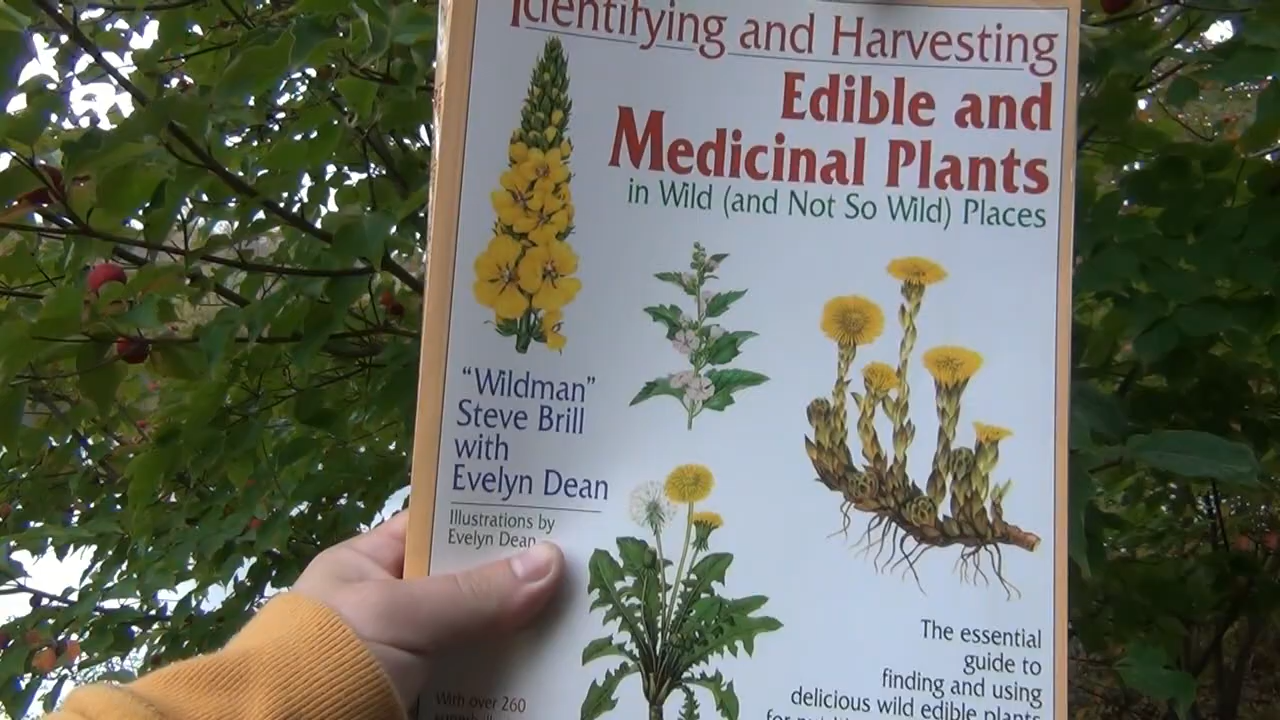 Identifying and Harvesting
Edible and
Medicinal Plants
in Wild (and Not So Wild) Places
“Wildman”
Steve Brill
with
Evelyn Dean
Illustrations by
Evelyn Dean
The essential
guide to
finding and using
delicious wild edible plants
With over 260